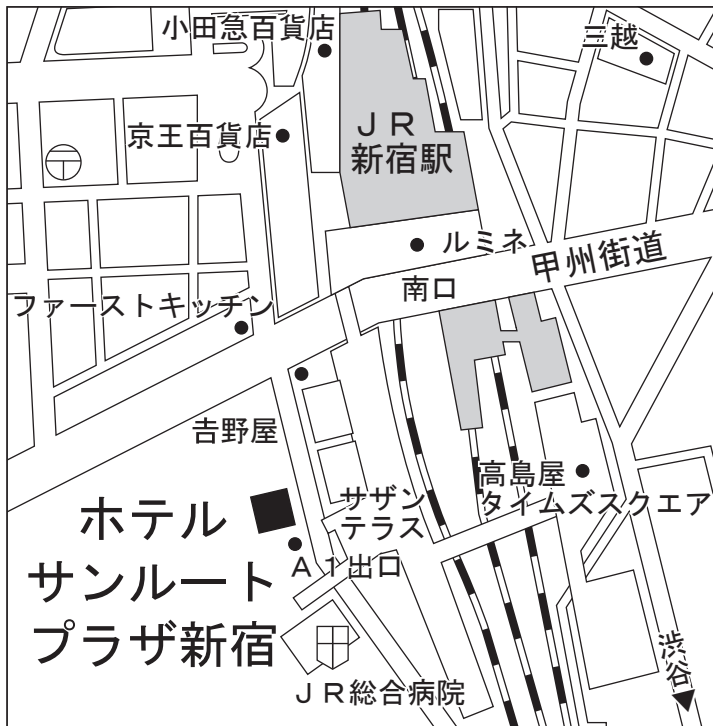 小田急百貨店
三越
京王百貨店
ＪＲ
新宿駅
ルミネ
甲州街道
南口
ファーストキッチン
吉野屋
高島屋
タイムズスクエア
サザン
テラス
ホテル
サンルート
プラザ新宿
Ａ１出口
渋谷
ＪＲ総合病院